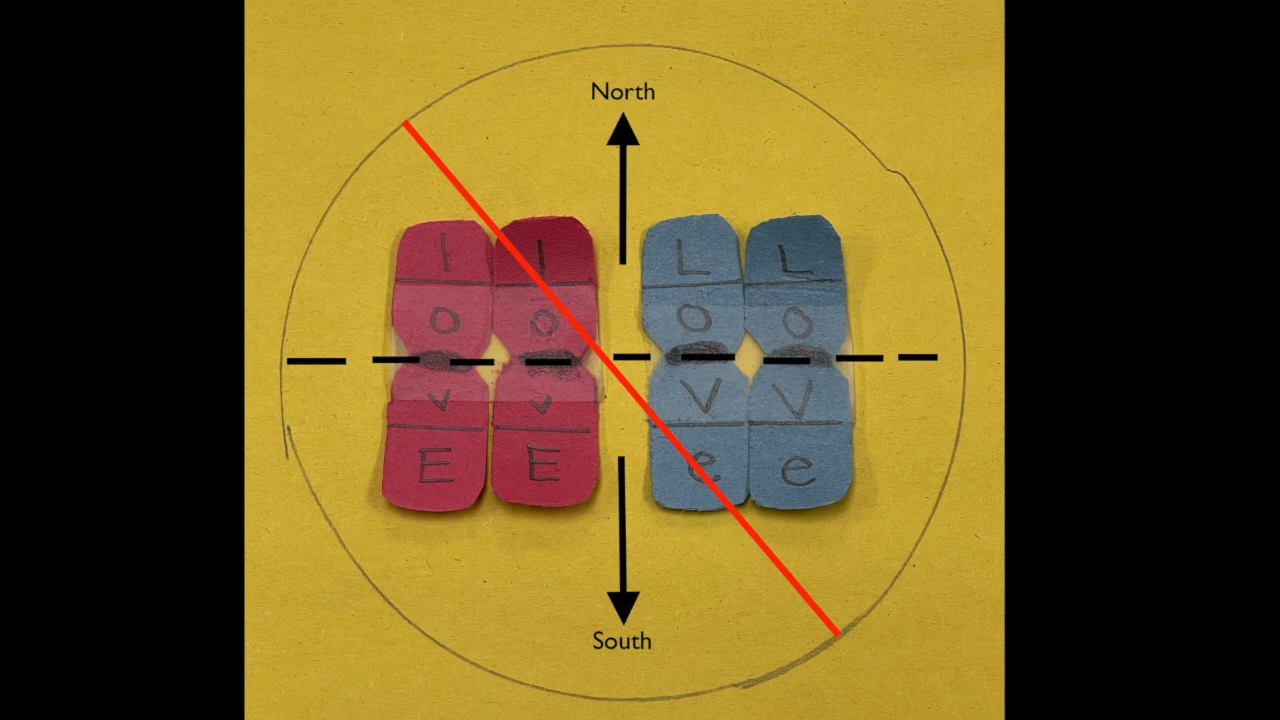 North
l l L L
o o o o
v v V V
E E e e
South